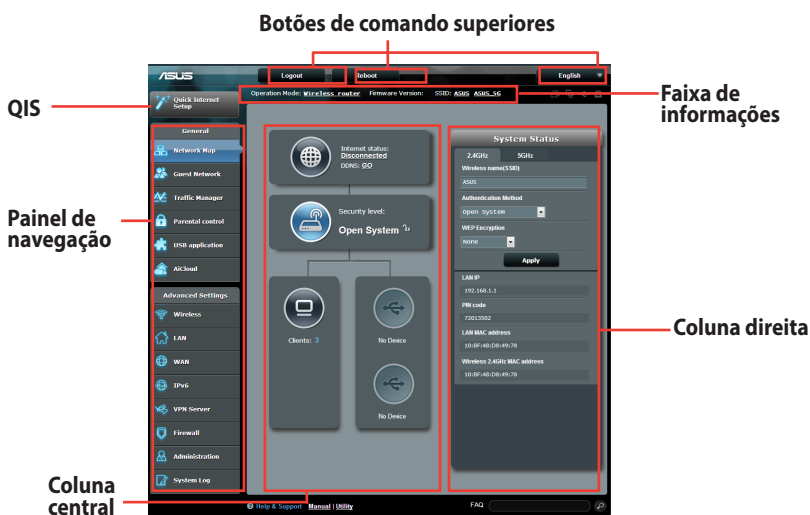 Botões de comando superiores
ASUS
Logout
Reboot
English
QIS
Quick Internet
Setup
Operation Mode: Wireless router Firmware Version: SSID: ASUS ASUS_5G
Faixa de
informações
Painel de
navegação
General
Network Map
Guest Network
Traffic Manager
Parental control
USB application
AiCloud
Advanced Settings
Wireless
LAN
WAN
IPv6
VPN Server
Firewall
Administration
System Log
Internet status:
Disconnected
DDNS: GO
Security level:
Open System
Clients: 3
No Device
No Device
System Status
2.4GHz 5GHz
Wireless name(SSID)
ASUS
Authentication Method
Open System
WEP Encryption
None
Apply
LAN IP
192.168.1.1
PIN code
72013502
LAN MAC address
10:BF:48:D8:49:78
Wireless 2.4GHz MAC address
10:BF:48:D8:49:78
Coluna direita
Coluna
central
Help & Support Manual | Utility FAQ